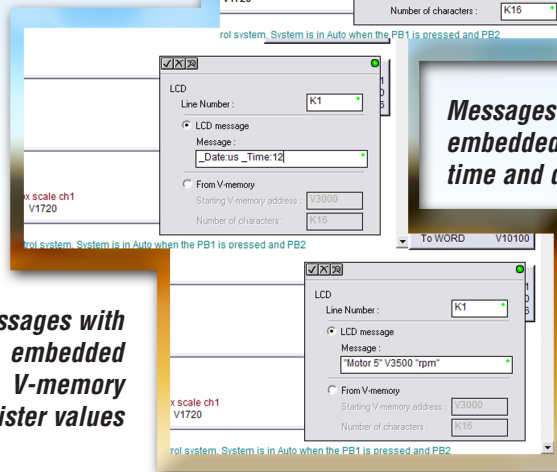 V1720
Number of characters :
K16
rol system. System is in Auto when the PB1 is pressed and PB2
LCD
Line Number :
K1
LCD message
Message :
_Date:us _Time:12
From V-memory
Starting V-memory address :
V3000
Number of characters :
K16
x scale ch1
V1720
trol system. System is in Auto when the PB1 is pressed and PB2
Messages
embedded
time and
To WORD
V10100
LCD
Line Number :
K1
LCD message
Message :
"Motor 5" V3500 "rpm"
From V-memory
Starting V-memory address :
V3000
Number of characters :
K16
x scale ch1
V1720
trol system. System is in Auto when the PB1 is pressed and PB2
ssages with
embedded
V-memory
ister values